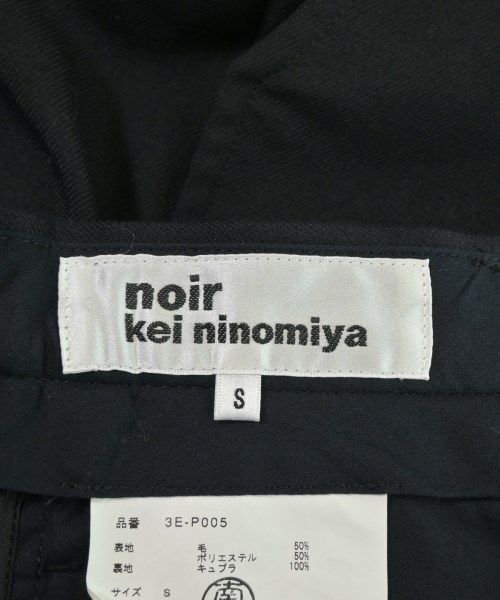 noir
kei ninomiya
S
品番 3E-P005
表地 毛 50%
ポリエステル 50%
裏地 キュプラ 100%
サイズ S